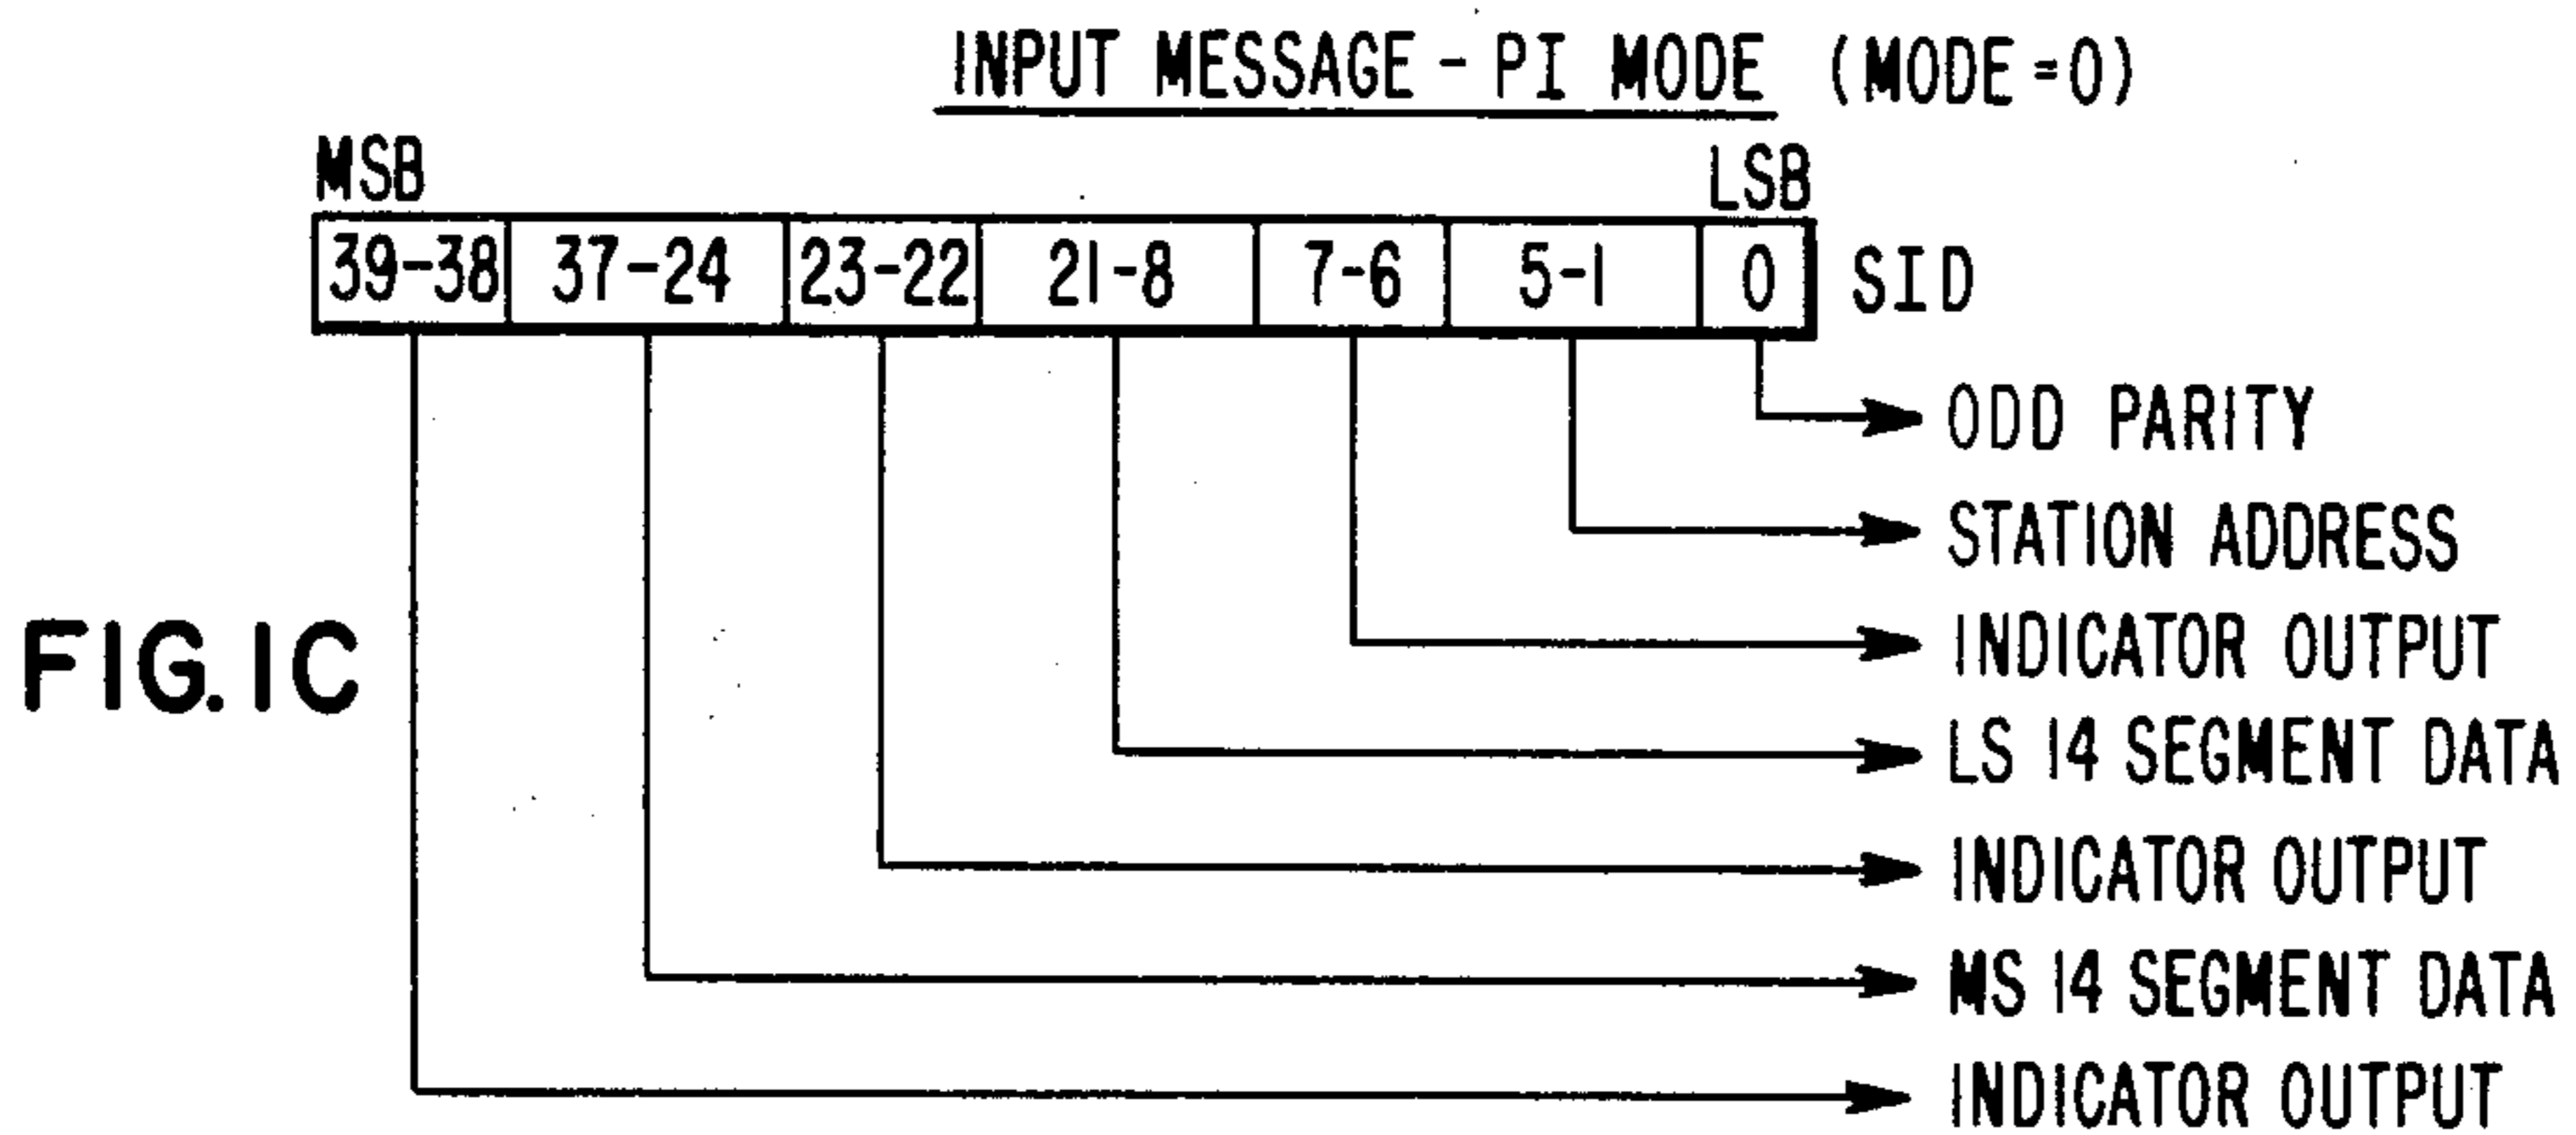 INPUT MESSAGE - PI MODE (MODE=0)
MSB LSB
39-38 37-24 23-22 21-8 7-6 5-1 0 SID
ODD PARITY
STATION ADDRESS
INDICATOR OUTPUT
LS 14 SEGMENT DATA
INDICATOR OUTPUT
MS 14 SEGMENT DATA
INDICATOR OUTPUT
FIG. 1C